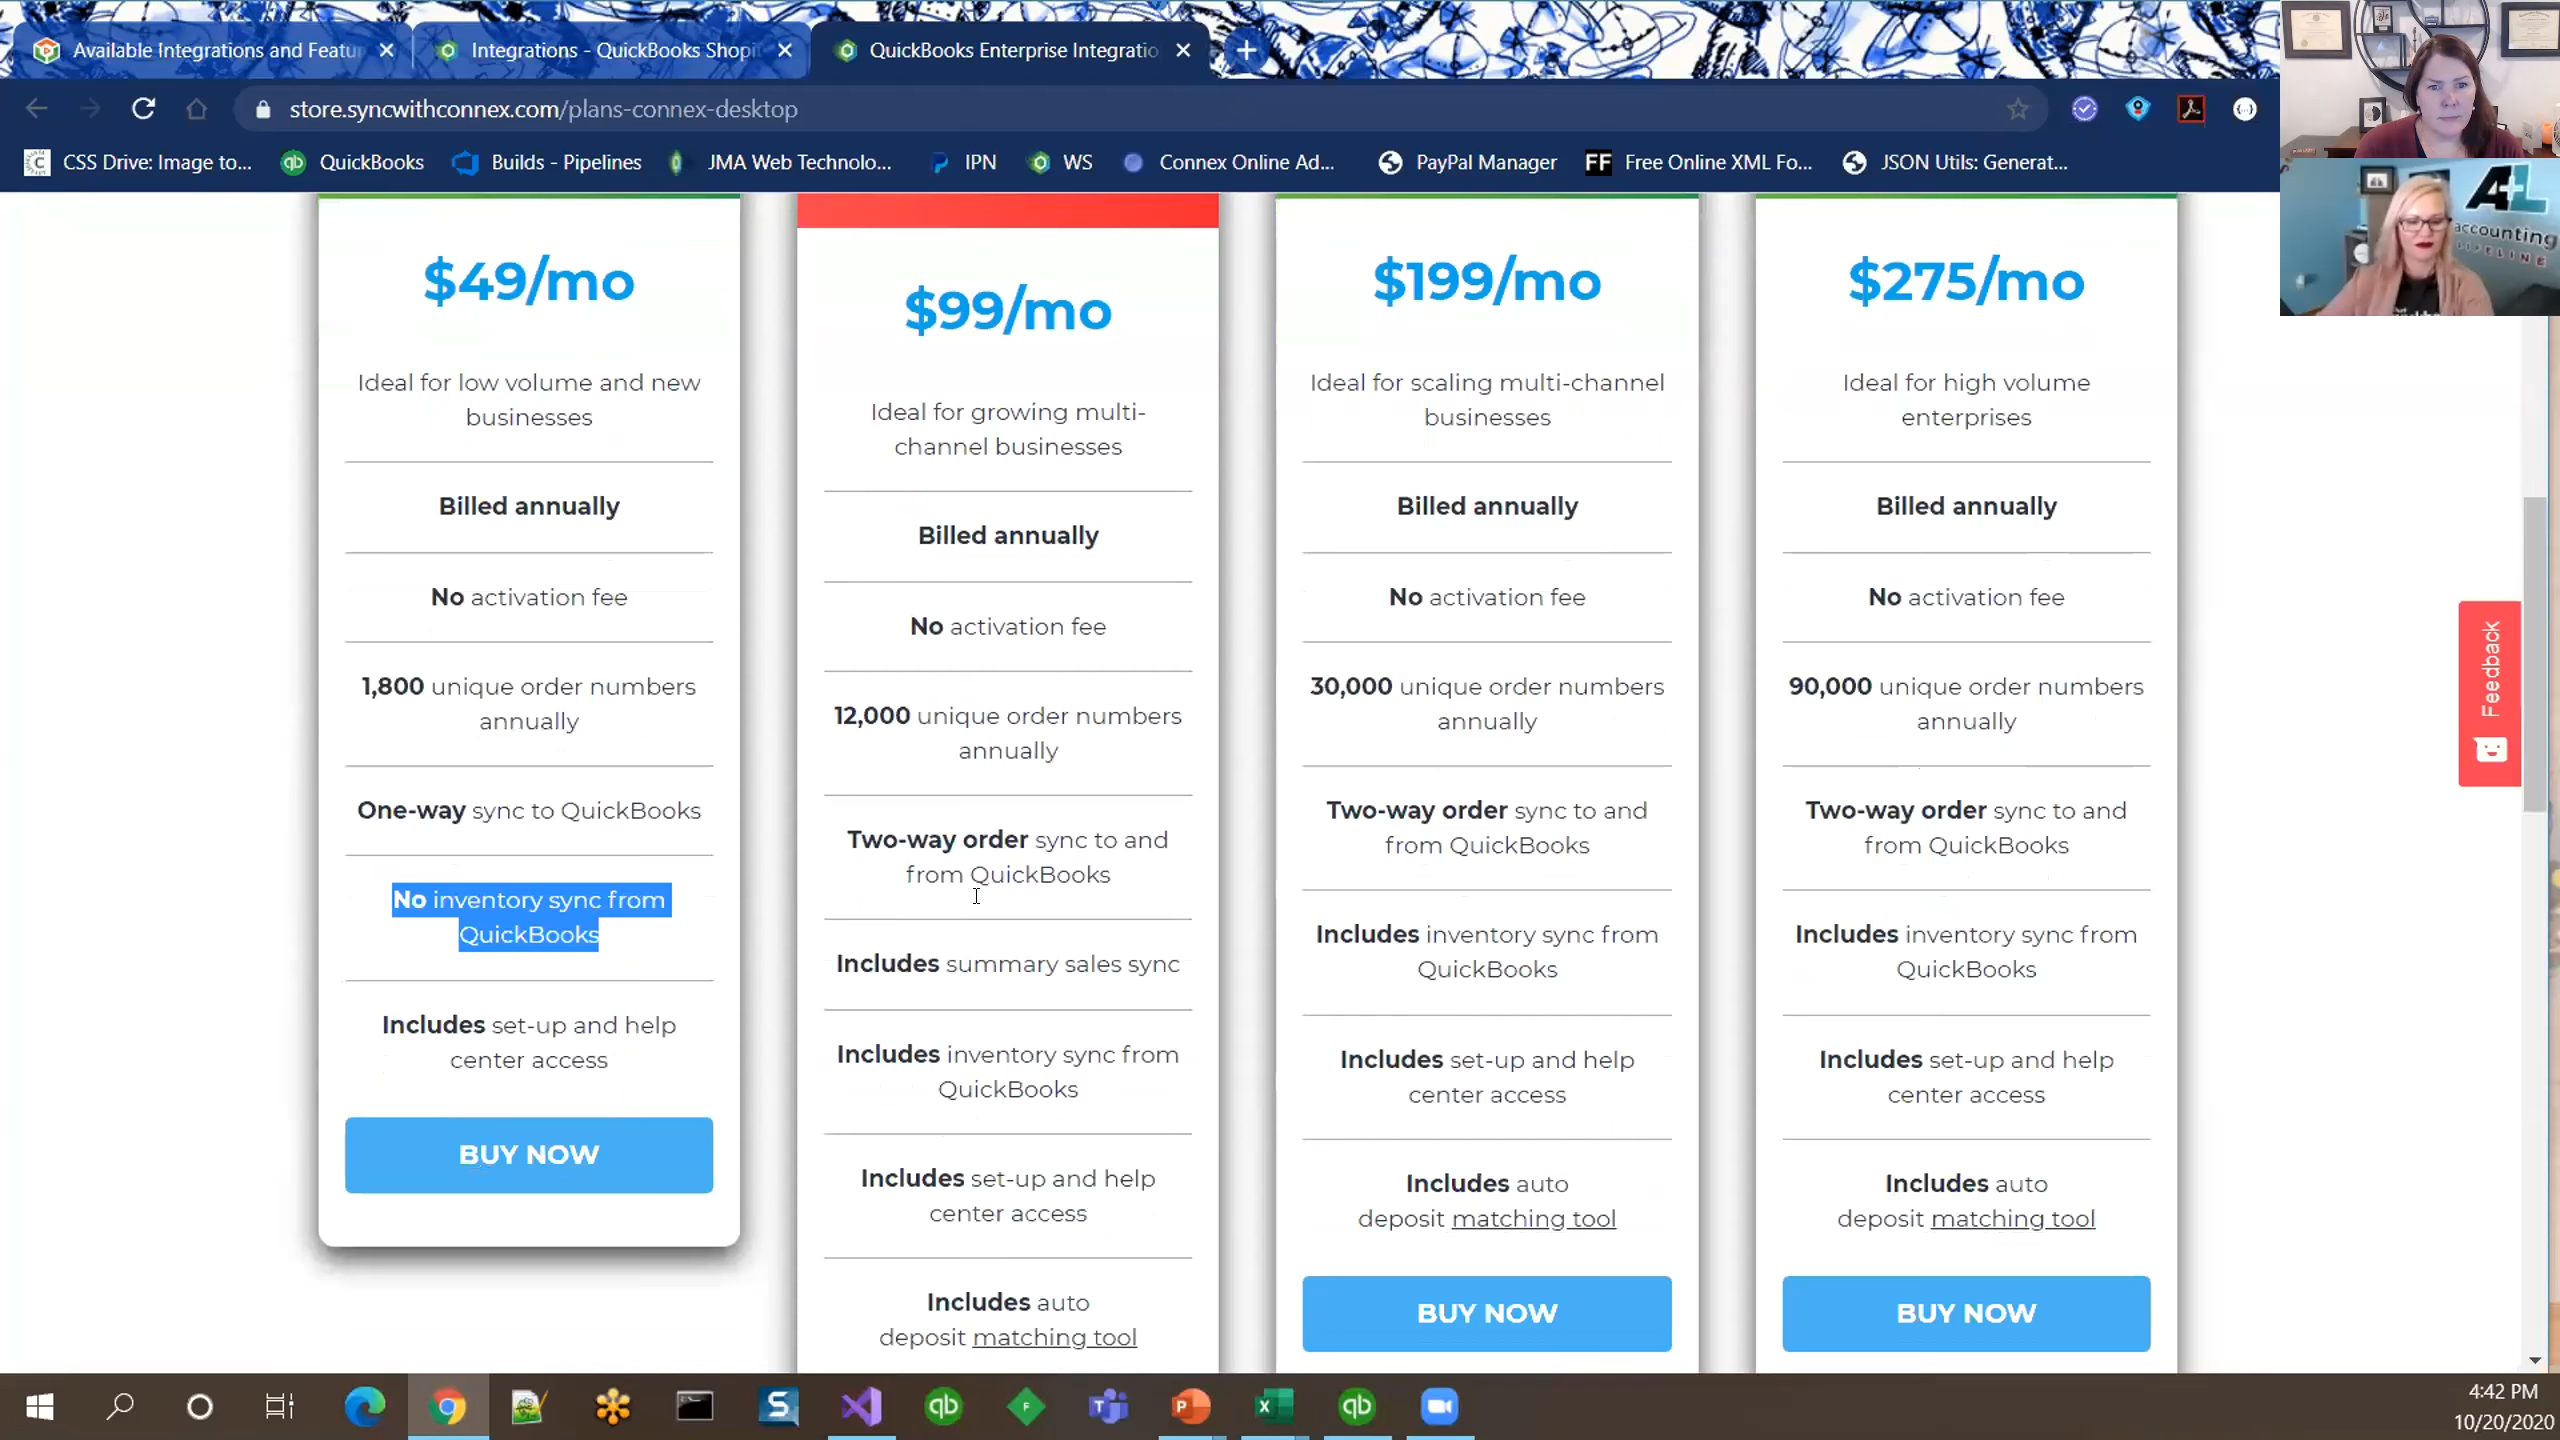 Available Integrations and Featu
Integrations - QuickBooks Shopi
QuickBooks Enterprise Integratio
store.syncwithconnex.com/plans-connex-desktop
CSS Drive: Image to...
QuickBooks
Builds - Pipelines
JMA Web Technolo...
IPN
WS
Connex Online Ad...
PayPal Manager
FF
Free Online XML Fo...
JSON Utils: Generat...
A+L
accounting
$49/mo
Ideal for low volume and new
businesses
Billed annually
No activation fee
1,800 unique order numbers
annually
One-way sync to QuickBooks
No inventory sync from
QuickBooks
Includes set-up and help
center access
BUY NOW
$99/mo
Ideal for growing multi-
channel businesses
Billed annually
No activation fee
12,000 unique order numbers
annually
Two-way order sync to and
from QuickBooks
Includes summary sales sync
Includes inventory sync from
QuickBooks
Includes set-up and help
center access
Includes auto
deposit matching tool
$199/mo
Ideal for scaling multi-channel
businesses
Billed annually
No activation fee
30,000 unique order numbers
annually
Two-way order sync to and
from QuickBooks
Includes inventory sync from
QuickBooks
Includes set-up and help
center access
Includes auto
deposit matching tool
BUY NOW
$275/mo
Ideal for high volume
enterprises
Billed annually
No activation fee
90,000 unique order numbers
annually
Two-way order sync to and
from QuickBooks
Includes inventory sync from
QuickBooks
Includes set-up and help
center access
Includes auto
deposit matching tool
BUY NOW
Feedback
4:42 PM
10/20/2020